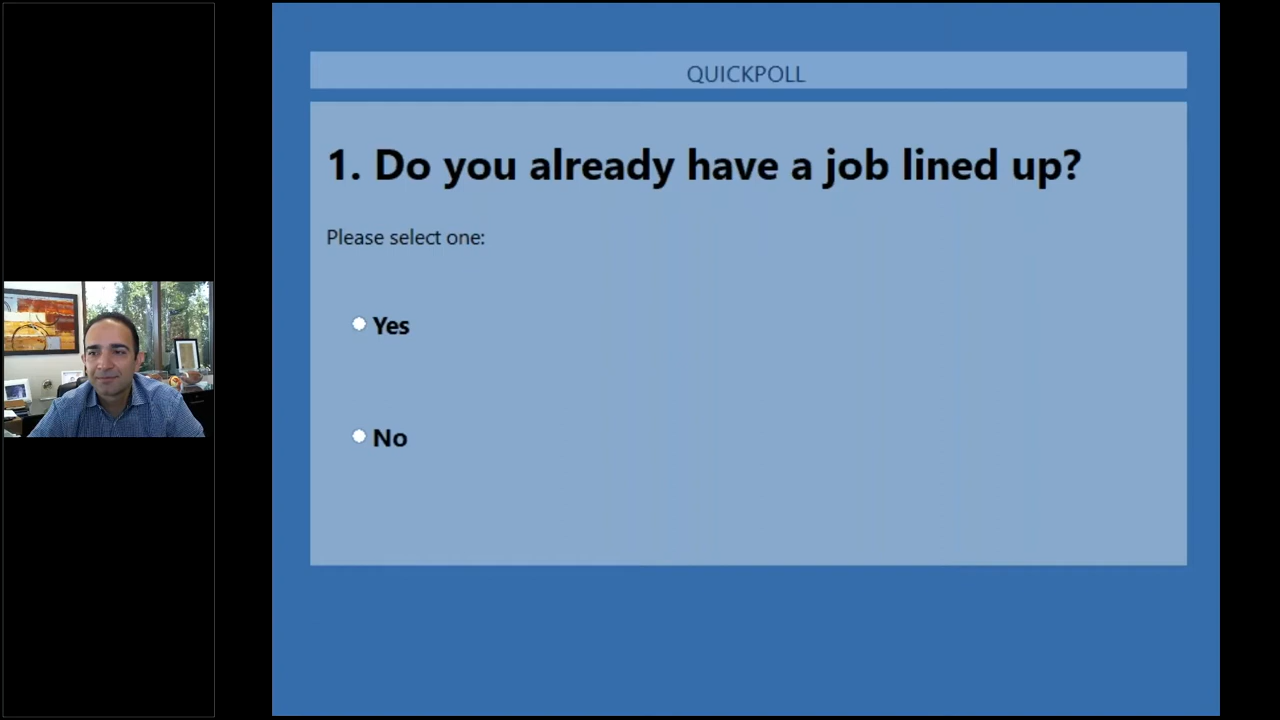 QUICKPOLL
1. Do you already have a job lined up?
Please select one:
Yes
No